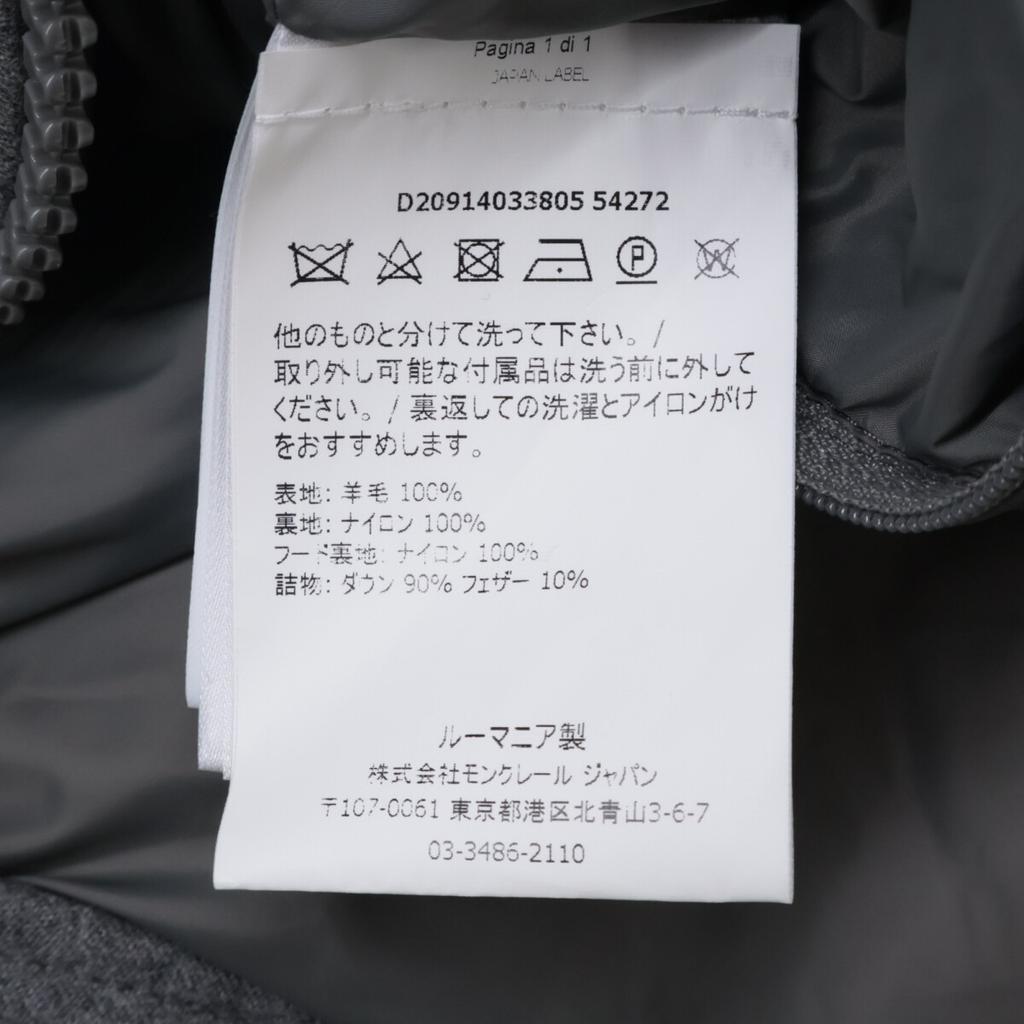 Pagina 1 di 1
JAPAN LABEL
D20914033805 54272
P
W
他のものと分けて洗って下さい。/
取り外し可能な付属品は洗う前に外して
ください。/ 裏返しての洗濯とアイロンがけ
をおすすめします。
表地: 羊毛 100%
裏地: ナイロン 100%
フード裏地: ナイロン 100%
詰物: ダウン 90% フェザー 10%
ルーマニア製
株式会社モンクレール ジャパン
〒107-0061 東京都港区北青山3-6-7
03-3486-2110